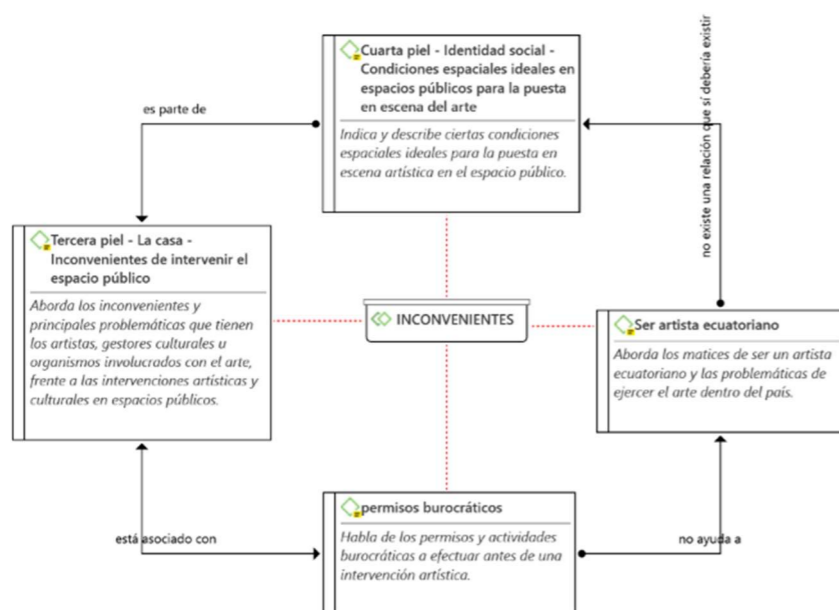 Cuarta piel - Identidad social -
Condiciones espaciales ideales en
espacios públicos para la puesta
en escena del arte
Indica y describe ciertas condiciones
espaciales ideales para la puesta en
escena artística en el espacio público.
es parte de
no existe una relación que sí debería existir
Tercera piel - La casa -
Inconvenientes de intervenir el
espacio público
Aborda los inconvenientes y
principales problemáticas que tienen
los artistas, gestores culturales u
organismos involucrados con el arte,
frente a las intervenciones artísticas y
culturales en espacios públicos.
INCONVENIENTES
Ser artista ecuatoriano
Aborda los matices de ser un artista
ecuatoriano y las problemáticas de
ejercer el arte dentro del país.
está asociado con
permisos burocráticos
Habla de los permisos y actividades
burocráticas a efectuar antes de una
intervención artística.
no ayuda a